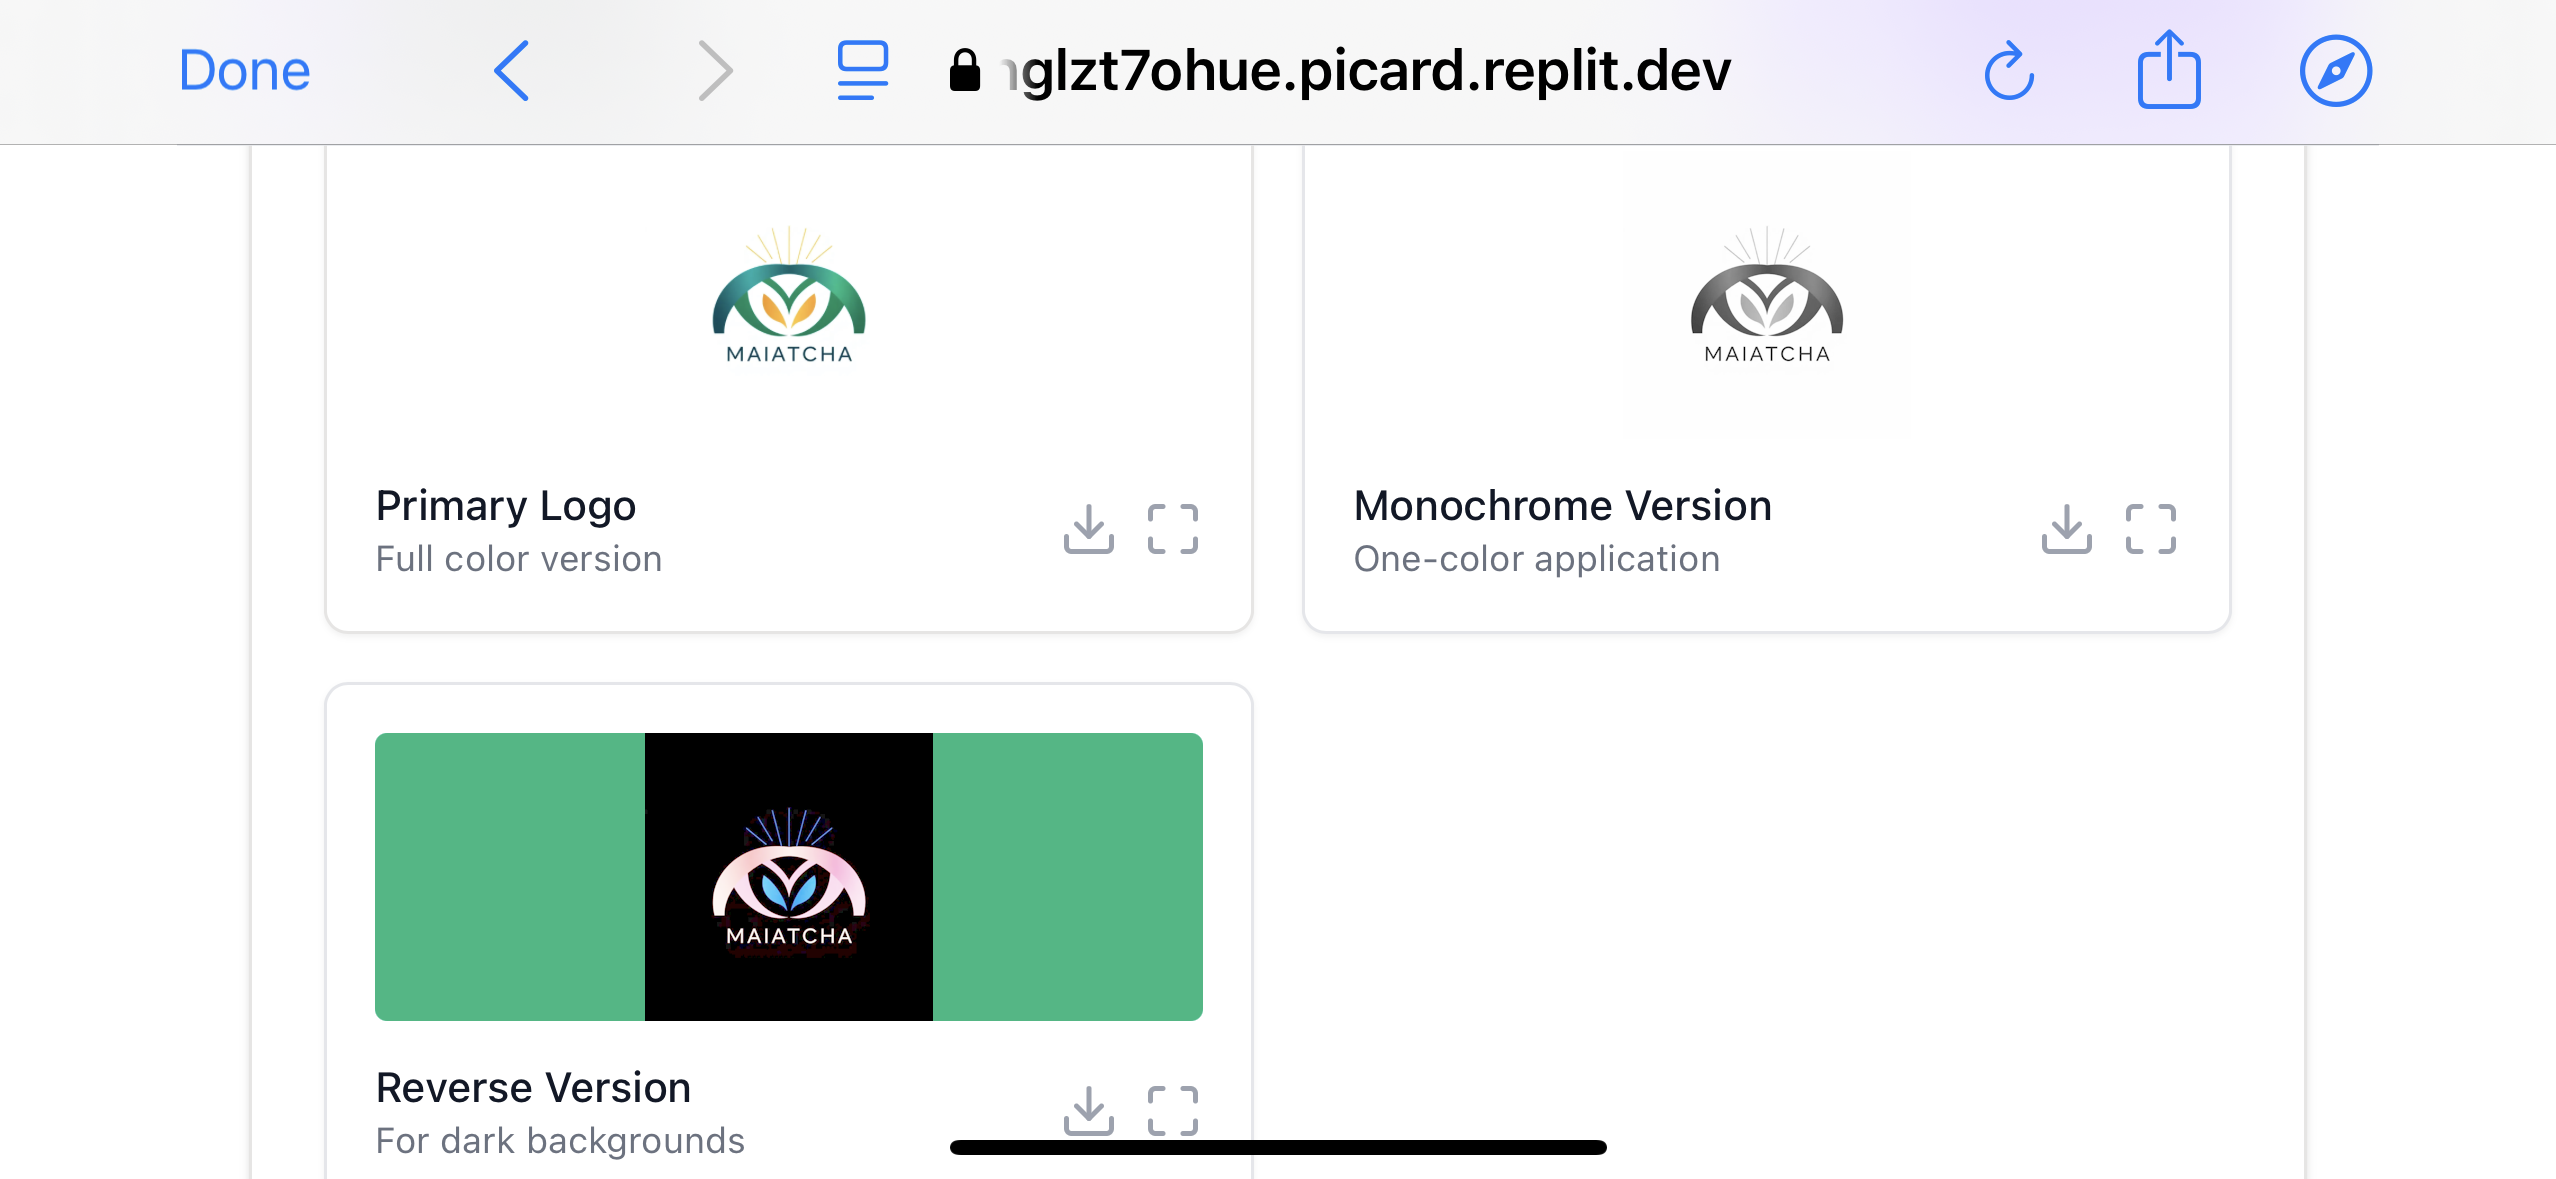 Done
glzt7ohue.picard.replit.dev
MAIATCHA
MAIATCHA
Primary Logo
Full color version
Monochrome Version
One-color application
MAIATCHA
Reverse Version
For dark backgrounds